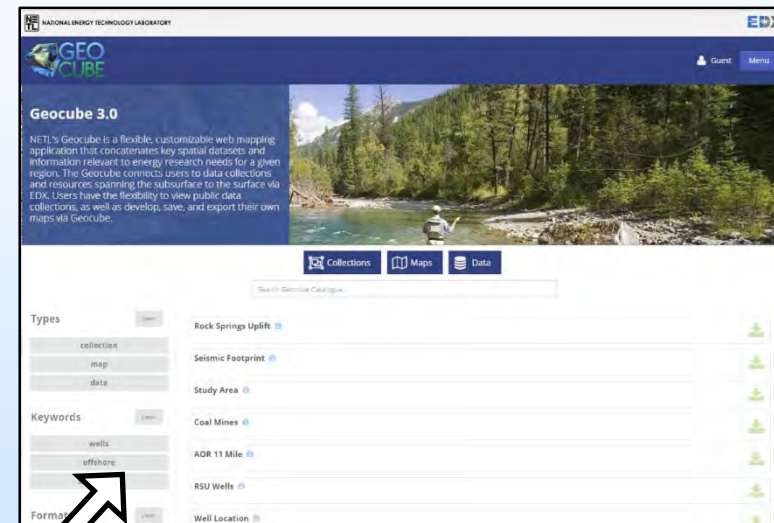 NETL NATIONAL ENERGY TECHNOLOGY LABORATORY
EDX
GEO
CUBE
Guest
Menu
Geocube 3.0
NETL's Geocube is a flexible, customizable web mapping
application that concatenates key spatial datasets and
information relevant to energy research needs for a given
region. The Geocube connects users to data collections
and resources spanning the subsurface to the surface via
EDX. Users have the flexibility to view public data
collections, as well as develop, save, and export their own
maps via Geocube.
Collections
Maps
Data
Search Geocube Catalogue...
Types
collection
map
data
Keywords
wells
offshore
Format
Rock Springs Uplift
Seismic Footprint
Study Area
Coal Mines
AOR 11 Mile
RSU Wells
Well Location